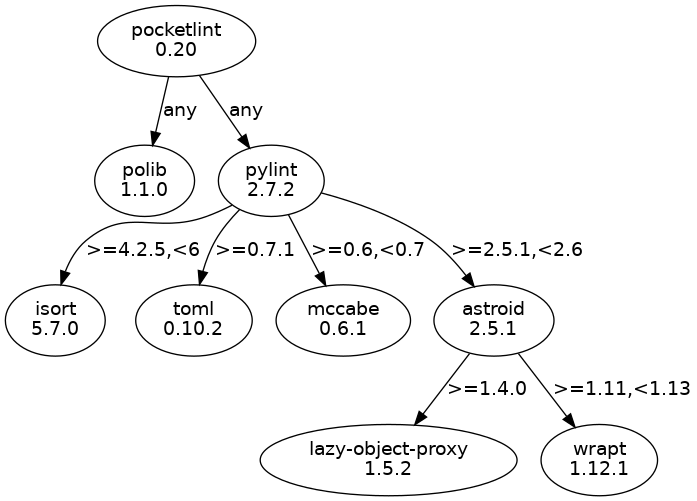 pocketlint
0.20
any
any
polib
1.1.0
pylint
2.7.2
>=4.2.5,<6
>=0.7.1
>=0.6,<0.7
>=2.5.1,<2.6
isort
5.7.0
toml
0.10.2
mccabe
0.6.1
astroid
2.5.1
>=1.4.0
>=1.11,<1.13
lazy-object-proxy
1.5.2
wrapt
1.12.1